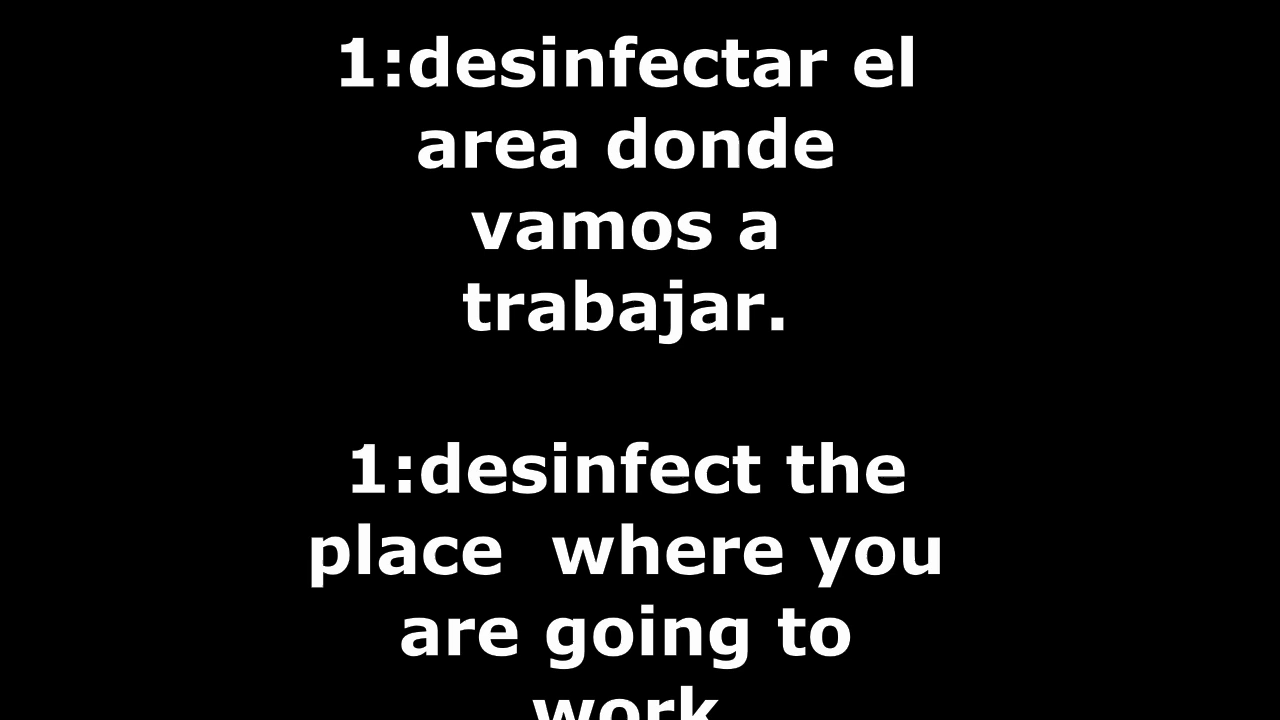 1:desinfectar el
area donde
vamos a
trabajar.
1:desinfect the
place  where you
are going to
work